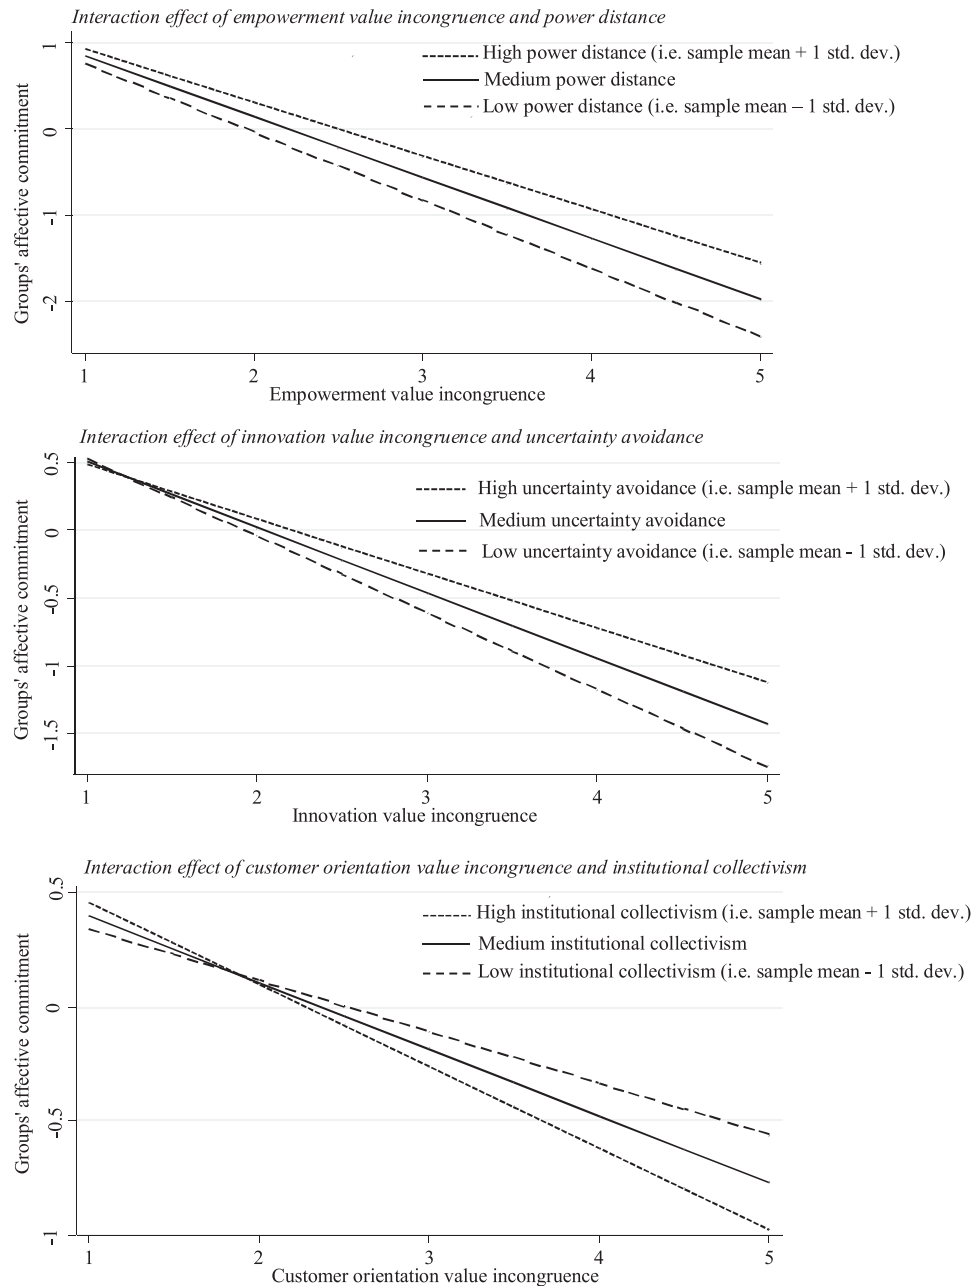 Interaction effect of empowerment value incongruence and power distance
High power distance (i.e. sample mean + 1 std. dev.)
Medium power distance
Low power distance (i.e. sample mean – 1 std. dev.)
Groups' affective commitment
1
0
-1
-2
1 2 3 4 5
Empowerment value incongruence
Interaction effect of innovation value incongruence and uncertainty avoidance
High uncertainty avoidance (i.e. sample mean + 1 std. dev.)
Medium uncertainty avoidance
Low uncertainty avoidance (i.e. sample mean - 1 std. dev.)
Groups' affective commitment
0.5
0
-0.5
-1
-1.5
1 2 3 4 5
Innovation value incongruence
Interaction effect of customer orientation value incongruence and institutional collectivism
High institutional collectivism (i.e. sample mean + 1 std. dev.)
Medium institutional collectivism
Low institutional collectivism (i.e. sample mean - 1 std. dev.)
Groups' affective commitment
0.5
0
-0.5
-1
1 2 3 4 5
Customer orientation value incongruence